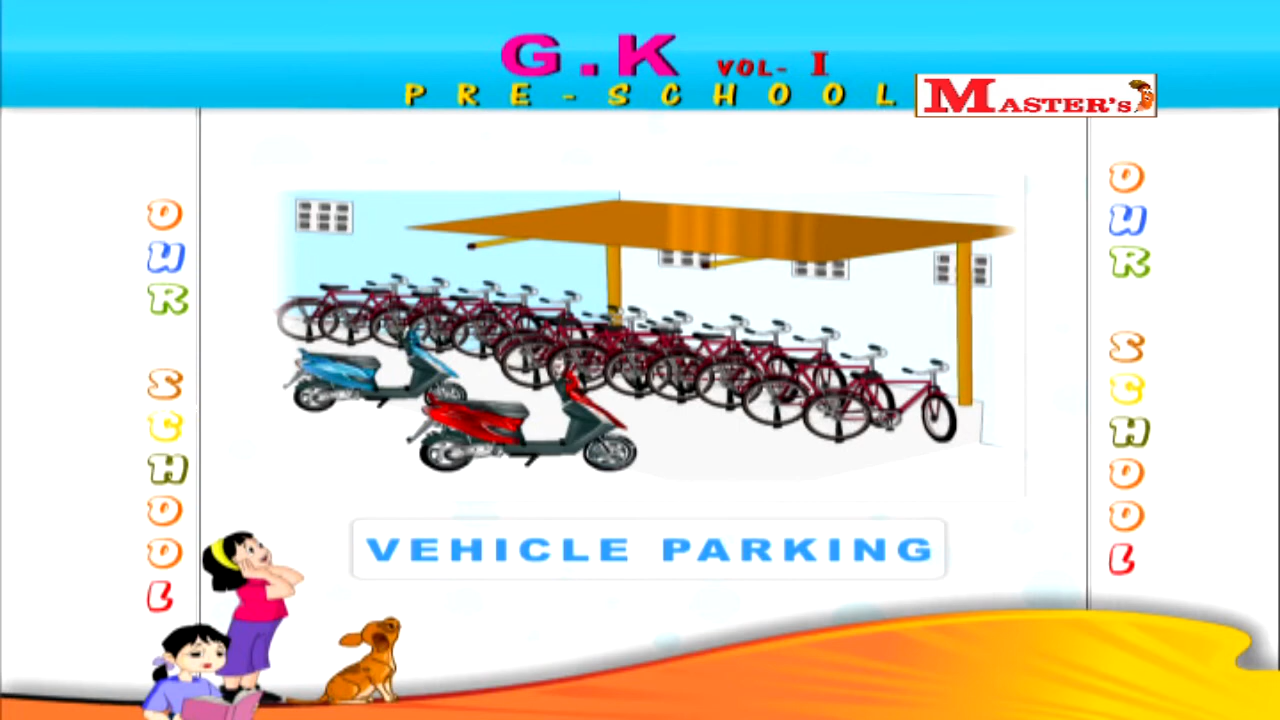 G.K VOL- I
PRE-SCHOOL
MASTER's
OUR SCHOOL
OUR SCHOOL
VEHICLE PARKING